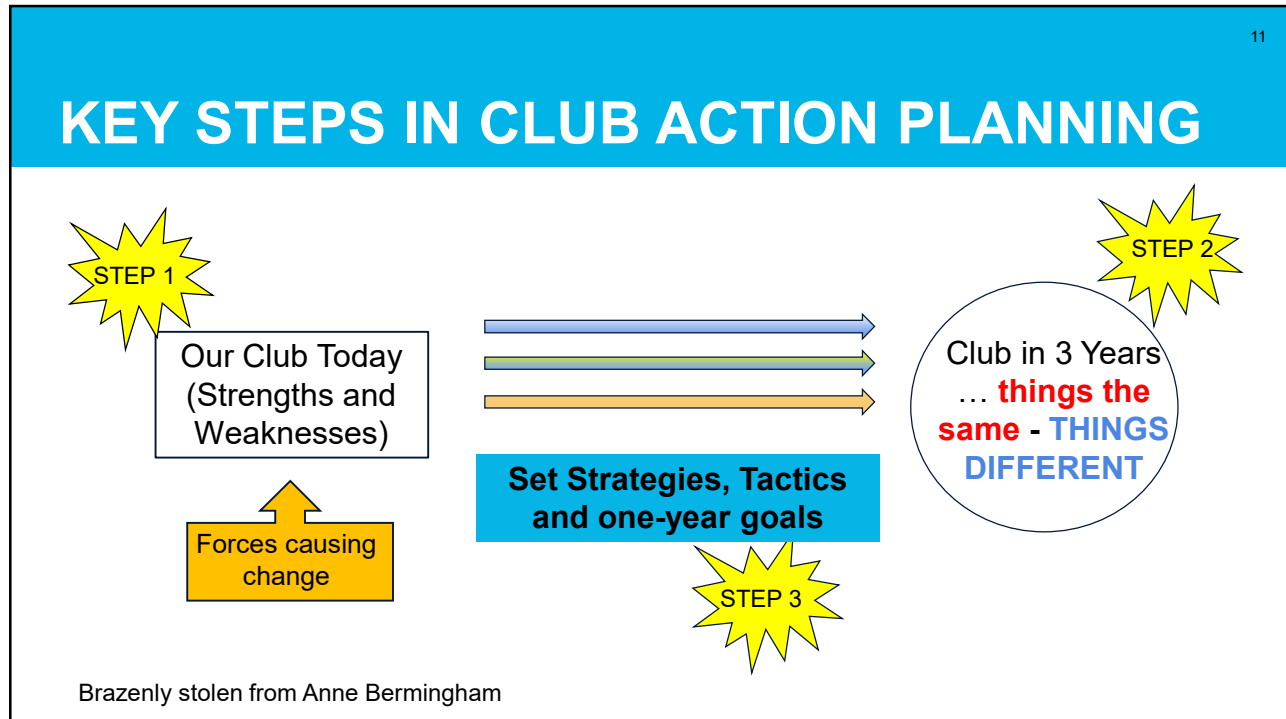 11
KEY STEPS IN CLUB ACTION PLANNING
STEP 1
Our Club Today
(Strengths and
Weaknesses)
Forces causing
change
STEP 2
Club in 3 Years
… things the
same - THINGS
DIFFERENT
Set Strategies, Tactics
and one-year goals
STEP 3
Brazenly stolen from Anne Bermingham